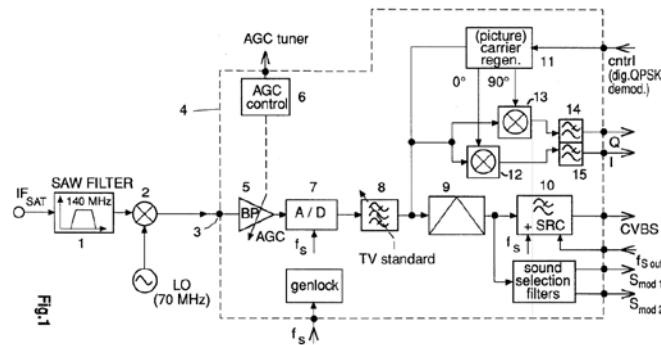 AGC tuner
(picture)
carrier
regen.
11
cntrl
(dig.QPSK
demod.)
4
AGC
control
6
0°
90°
13
14
Q
I
12
15
SAW FILTER
IF SAT
140 MHz
1
2
3
5
BP
AGC
7
A / D
f s
8
TV standard
9
10
+ SRC
f s
CVBS
f S out
LO
(70 MHz)
genlock
f s
sound
selection
filters
S mod 1
S mod 2
Fig.1